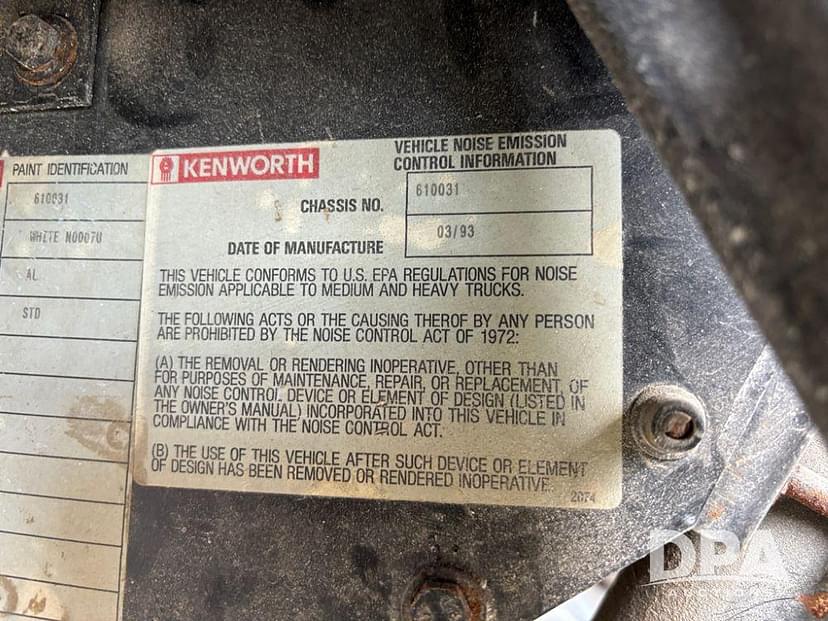 PAINT IDENTIFICATION
610031
WHITE N0007U
AL
STD
KENWORTH
VEHICLE NOISE EMISSION
CONTROL INFORMATION
CHASSIS NO.
610031
DATE OF MANUFACTURE
03/93
THIS VEHICLE CONFORMS TO U.S. EPA REGULATIONS FOR NOISE
EMISSION APPLICABLE TO MEDIUM AND HEAVY TRUCKS.
THE FOLLOWING ACTS OR THE CAUSING THEROF BY ANY PERSON
ARE PROHIBITED BY THE NOISE CONTROL ACT OF 1972:
(A) THE REMOVAL OR RENDERING INOPERATIVE, OTHER THAN
FOR PURPOSES OF MAINTENANCE, REPAIR, OR REPLACEMENT, OF
ANY NOISE CONTROL. DEVICE OR ELEMENT OF DESIGN (LISTED IN
THE OWNER'S MANUAL) INCORPORATED INTO THIS VEHICLE IN
COMPLIANCE WITH THE NOISE CONTROL ACT.
(B) THE USE OF THIS VEHICLE AFTER SUCH DEVICE OR ELEMENT
OF DESIGN HAS BEEN REMOVED OR RENDERED INOPERATIVE.
2074
DPA